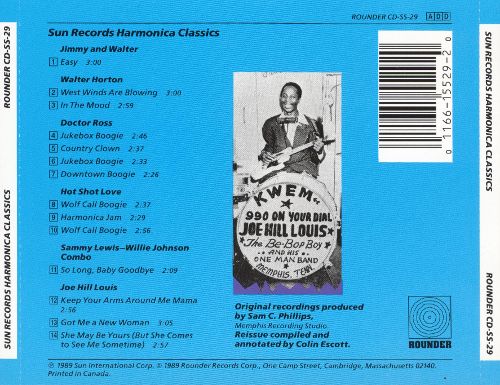 ROUNDER CD-SS-29 ADD
Sun Records Harmonica Classics
Jimmy and Walter
1 Easy 3:00
Walter Horton
2 West Winds Are Blowing 3:00
3 In The Mood 2:59
Doctor Ross
4 Jukebox Boogie 2:46
5 Country Clown 2:37
6 Jukebox Boogie 2:33
7 Downtown Boogie 2:26
Hot Shot Love
8 Wolf Call Boogie 2:37
9 Harmonica Jam 2:29
10 Wolf Call Boogie 2:56
Sammy Lewis—Willie Johnson
Combo
11 So Long, Baby Goodbye 2:09
Joe Hill Louis
12 Keep Your Arms Around Me Mama
2:56
13 Got Me a New Woman 3:05
14 She May Be Yours (But She Comes
to See Me Sometime) 2:57
KWEM
990 ON YOUR DIAL
JOE HILL LOUIS
"The Be-Bop Boy"
AND HIS
ONE MAN BAND
MEMPHIS, TENN.
Original recordings produced
by Sam C. Phillips,
Memphis Recording Studio.
Reissue compiled and
annotated by Colin Escott.
ROUNDER
℗ 1989 Sun International Corp. © 1989 Rounder Records Corp., One Camp Street, Cambridge, Massachusetts 02140.
Printed in Canada.
0 1166-15529-2 0
SUN RECORDS HARMONICA CLASSICS
ROUNDER CD-SS-29
SUN RECORDS HARMONICA CLASSICS
ROUNDER CD-SS-29